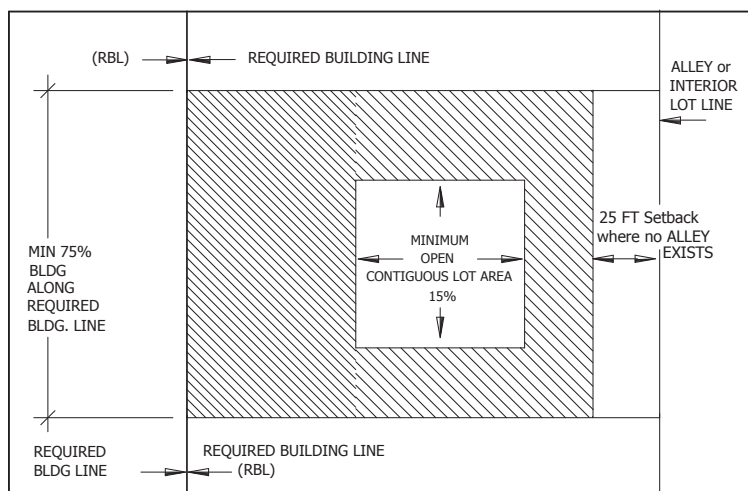 (RBL)
REQUIRED BUILDING LINE
ALLEY or
INTERIOR
LOT LINE
MIN 75%
BLDG
ALONG
REQUIRED
BLDG. LINE
MINIMUM
OPEN
CONTIGUOUS LOT AREA
15%
25 FT Setback
where no ALLEY
EXISTS
REQUIRED
BLDG LINE
REQUIRED BUILDING LINE
(RBL)